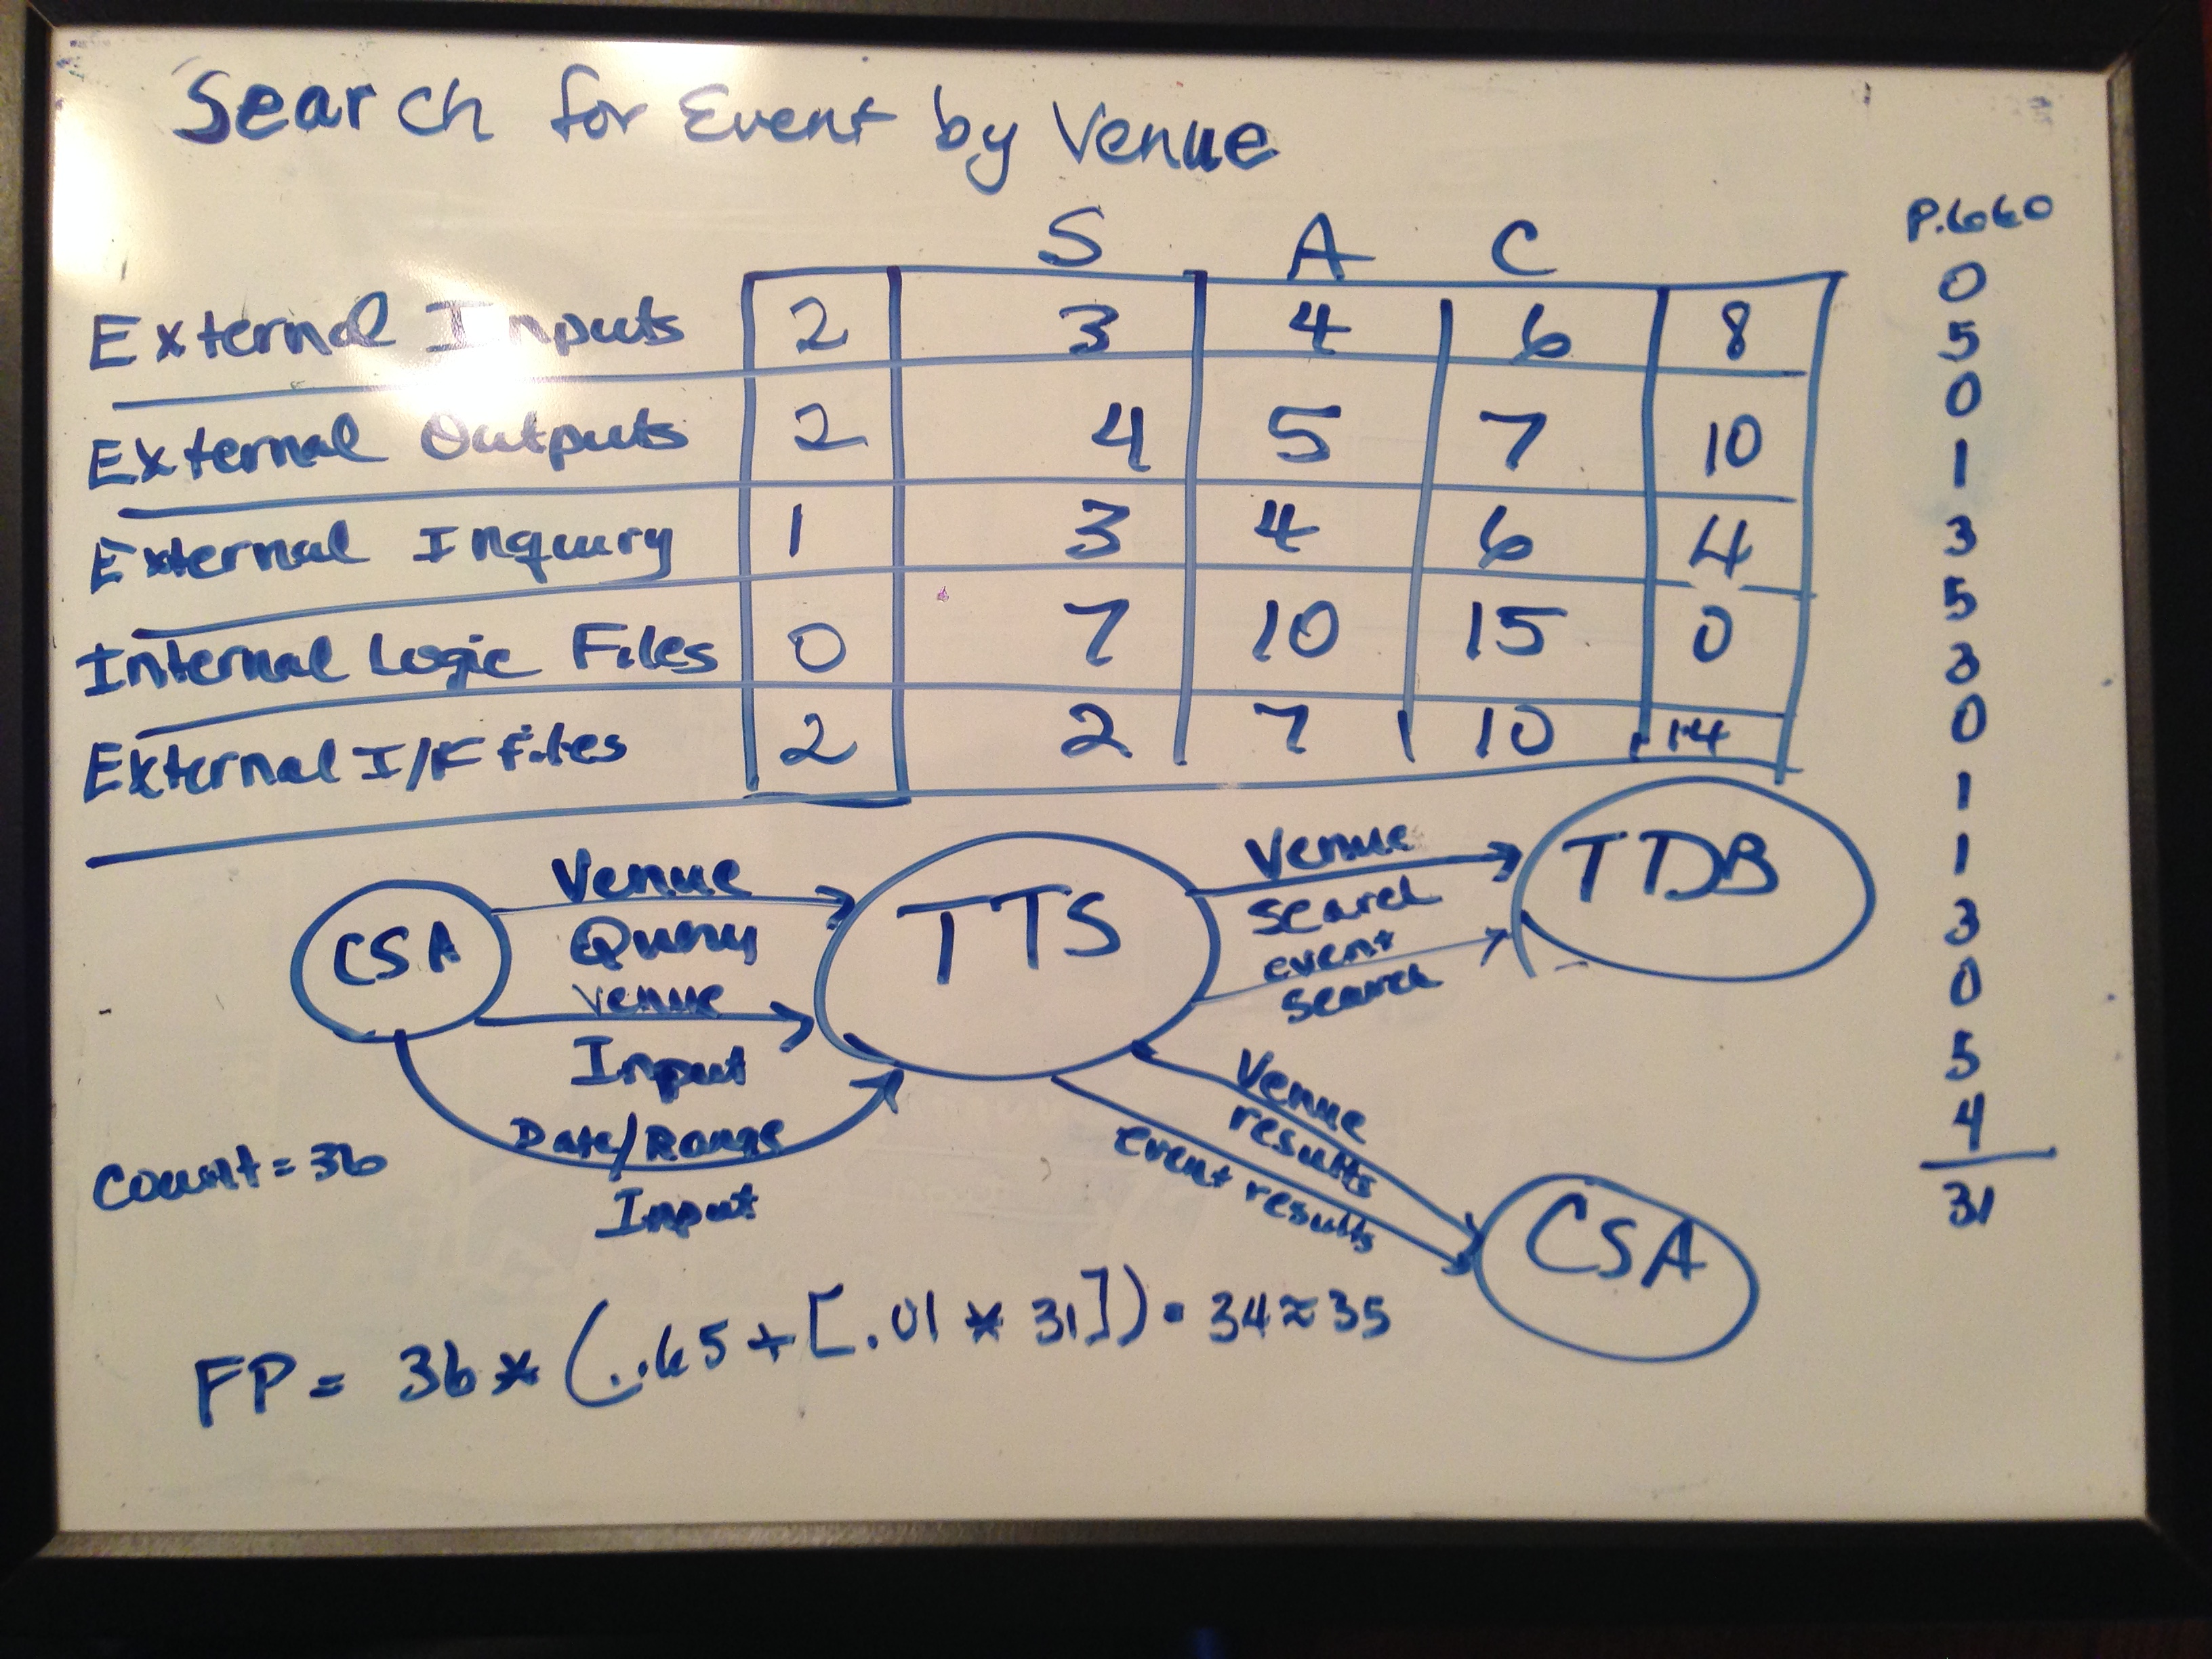 Search for Event by Venue
S A C
External Inputs 2 3 4 6 8
External Outputs 2 4 5 7 10
External Inquiry 1 3 4 6 4
Internal Logic Files 0 7 10 15 0
External I/F Files 2 2 7 10 14
P.660
0
5
0
1
3
5
3
0
1
1
3
0
5
4
31
CSA
Venue
Query
Venue
Input
Date/Range
Input
TTS
Venue
Search
event
search
TDB
Venue
results
event results
CSA
Count = 36
FP = 36 * (.65 + [.01 * 31]) = 34 ≈ 35